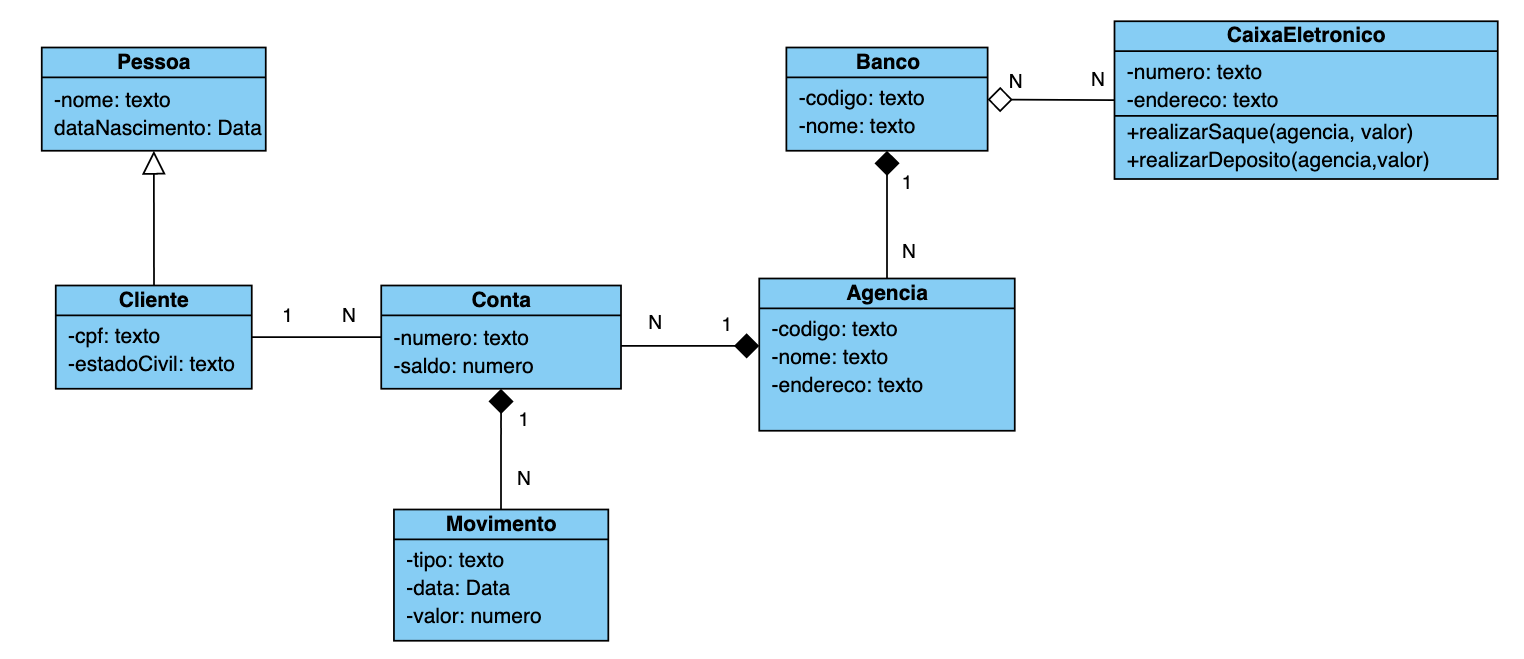 Pessoa
-nome: texto
dataNascimento: Data
Banco
-codigo: texto
-nome: texto
N
N
CaixaEletronico
-numero: texto
-endereco: texto
+realizarSaque(agencia, valor)
+realizarDeposito(agencia,valor)
1
N
Cliente
-cpf: texto
-estadoCivil: texto
1
N
Conta
-numero: texto
-saldo: numero
N
1
Agencia
-codigo: texto
-nome: texto
-endereco: texto
1
N
Movimento
-tipo: texto
-data: Data
-valor: numero